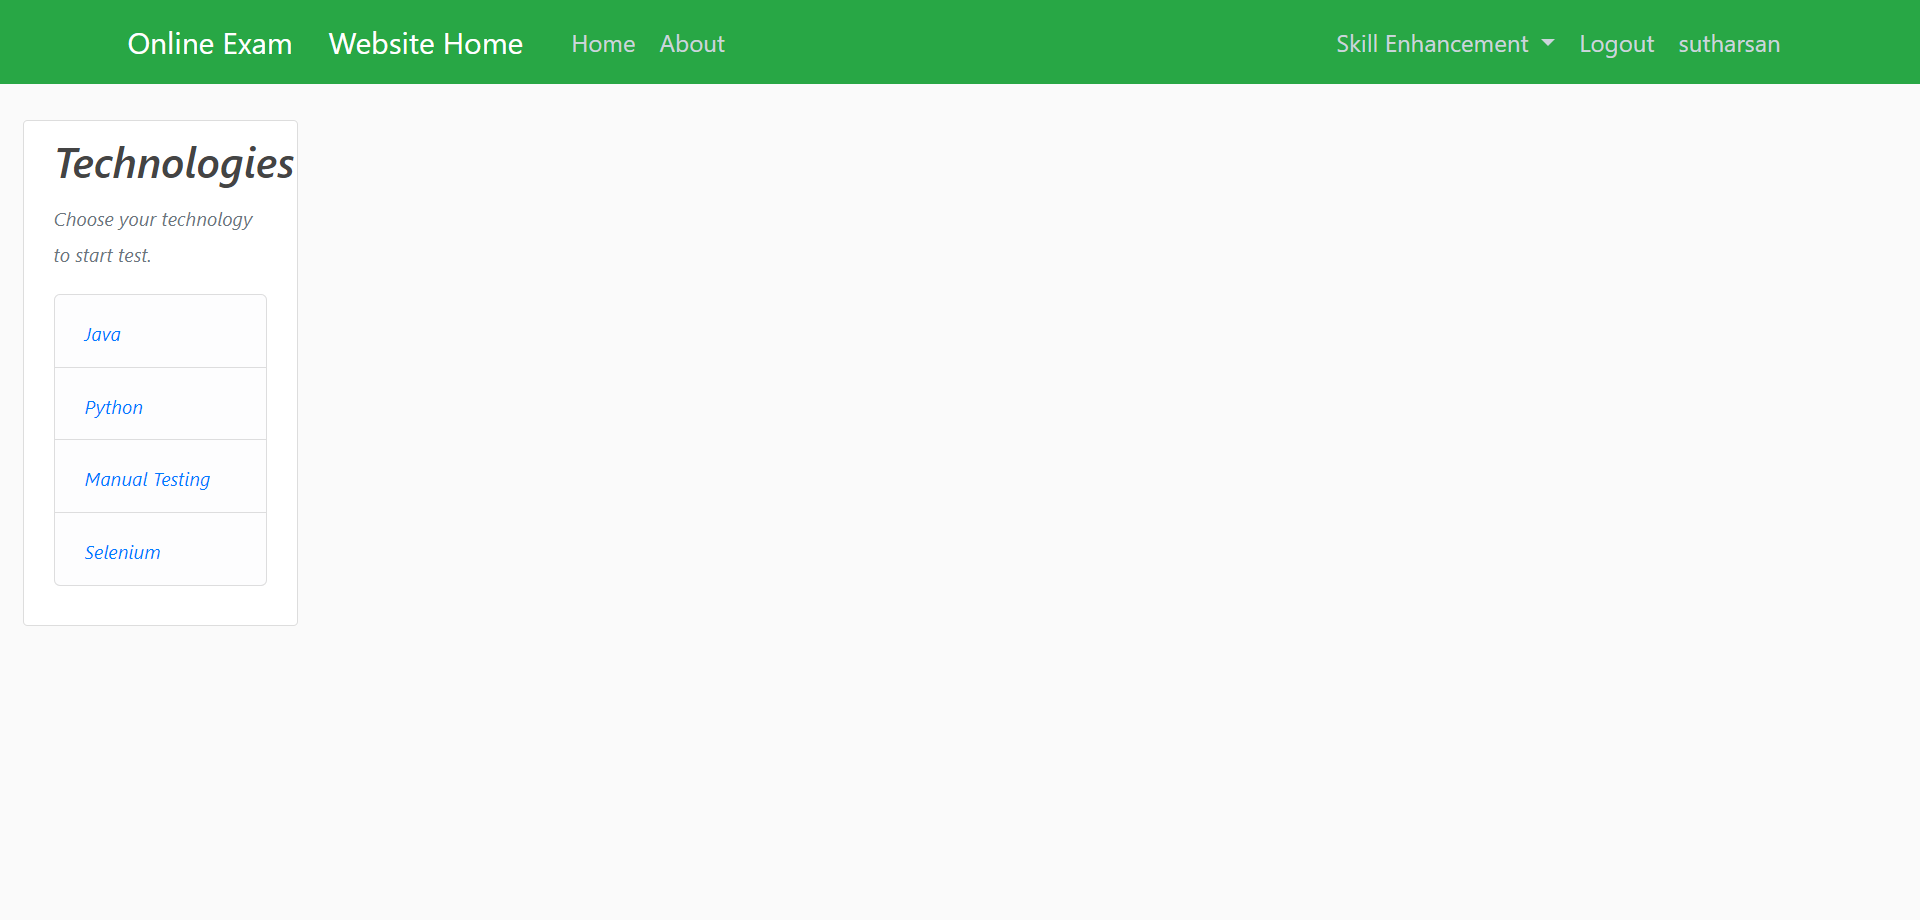 Online Exam Website Home Home About Skill Enhancement Logout sutharsan
Technologies
Choose your technology
to start test.
Java
Python
Manual Testing
Selenium